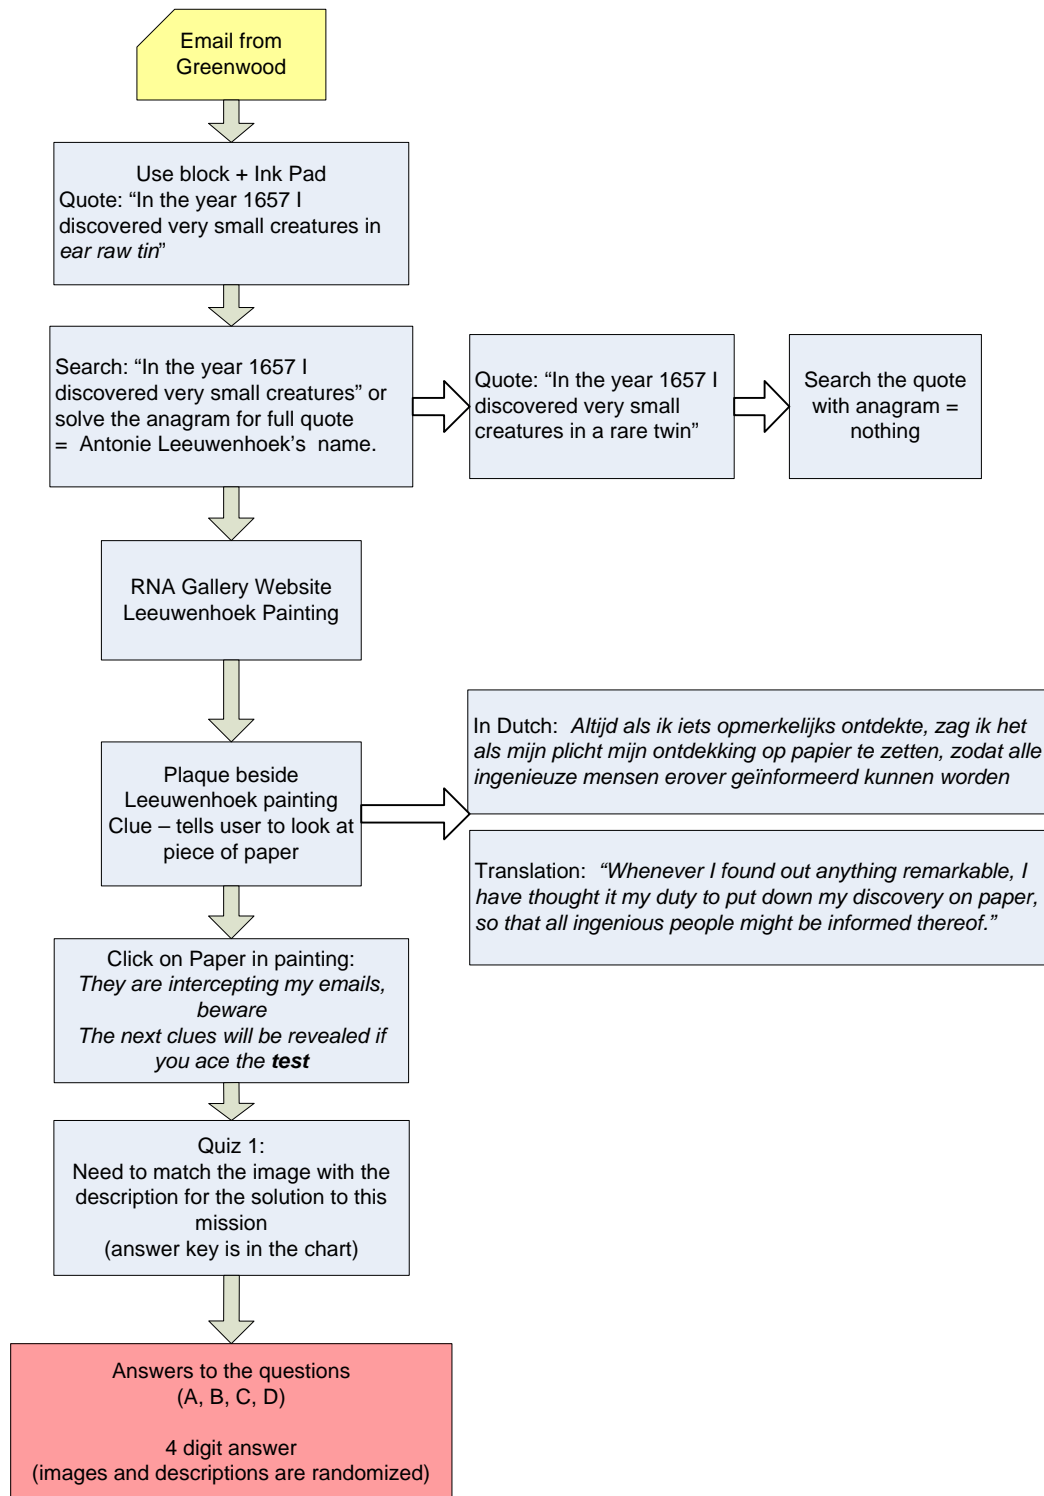 Email from
Greenwood
Use block + Ink Pad
Quote: “In the year 1657 I
discovered very small creatures in
ear raw tin”
Search: “In the year 1657 I
discovered very small creatures” or
solve the anagram for full quote
= Antonie Leeuwenhoek’s name.
Quote: “In the year 1657 I
discovered very small
creatures in a rare twin”
Search the quote
with anagram =
nothing
RNA Gallery Website
Leeuwenhoek Painting
Plaque beside
Leeuwenhoek painting
Clue – tells user to look at
piece of paper
In Dutch: Altijd als ik iets opmerkelijks ontdekte, zag ik het
als mijn plicht mijn ontdekking op papier te zetten, zodat alle
ingenieuze mensen erover geïnformeerd kunnen worden
Translation: “Whenever I found out anything remarkable, I
have thought it my duty to put down my discovery on paper,
so that all ingenious people might be informed thereof.”
Click on Paper in painting:
They are intercepting my emails,
beware
The next clues will be revealed if
you ace the test
Quiz 1:
Need to match the image with the
description for the solution to this
mission
(answer key is in the chart)
Answers to the questions
(A, B, C, D)
4 digit answer
(images and descriptions are randomized)